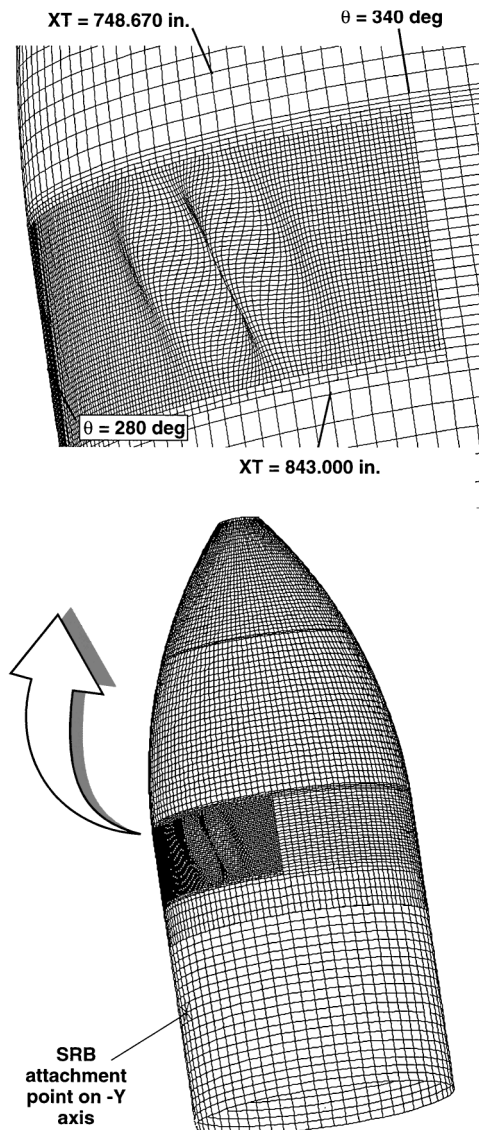 XT = 748.670 in.
θ = 340 deg
θ = 280 deg
XT = 843.000 in.
SRB
attachment
point on -Y
axis